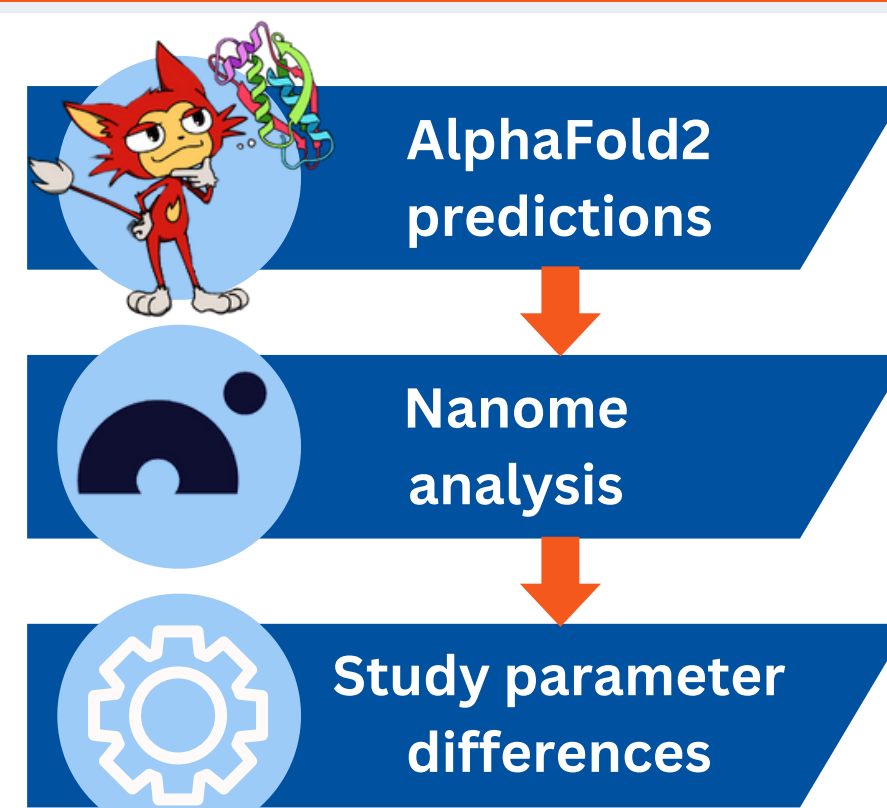 AlphaFold2
predictions
Nanome
analysis
Study parameter
differences